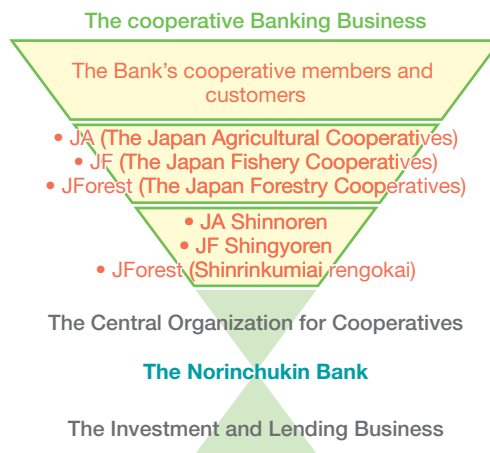 The cooperative Banking Business
The Bank's cooperative members and
customers
• JA (The Japan Agricultural Cooperatives)
• JF (The Japan Fishery Cooperatives)
• JForest (The Japan Forestry Cooperatives)
• JA Shinnoren
• JF Shingyoren
• JForest (Shinrinkumiai rengokai)
The Central Organization for Cooperatives
The Norinchukin Bank
The Investment and Lending Business